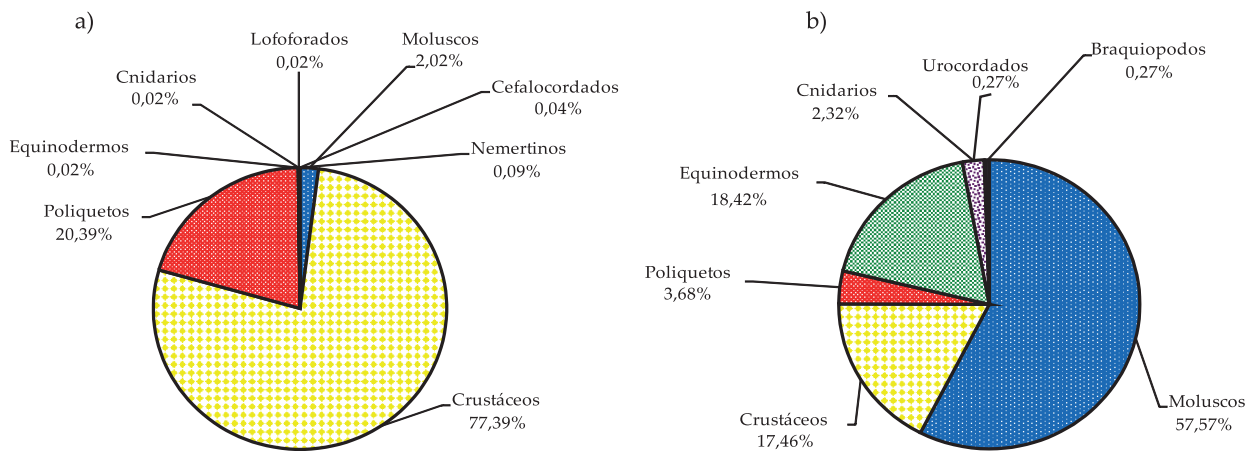 a)
Lofoforados
0,02%
Moluscos
2,02%
Cnidarios
0,02%
Cefalocordados
0,04%
Equinodermos
0,02%
Nemertinos
0,09%
Poliquetos
20,39%
Crustáceos
77,39%
b)
Braquiopodos
0,27%
Urocordados
0,27%
Cnidarios
2,32%
Equinodermos
18,42%
Poliquetos
3,68%
Crustáceos
17,46%
Moluscos
57,57%